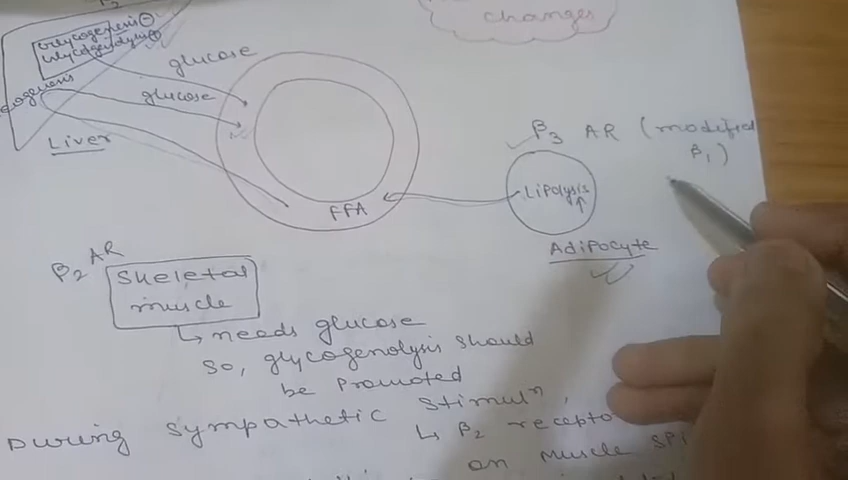 changes
Glycogenesis ⊖
Glycogenolysis ⊕
glucose
glucose
Liver
β3 AR (modified
β1)
Lipolysis ↑
FFA
Adipocyte
β2 AR
Skeletal
muscle
↳ needs glucose
So, glycogenolysis should
be promoted
During sympathetic stimulⁿ,
↳ β2 recepto
on muscle spi